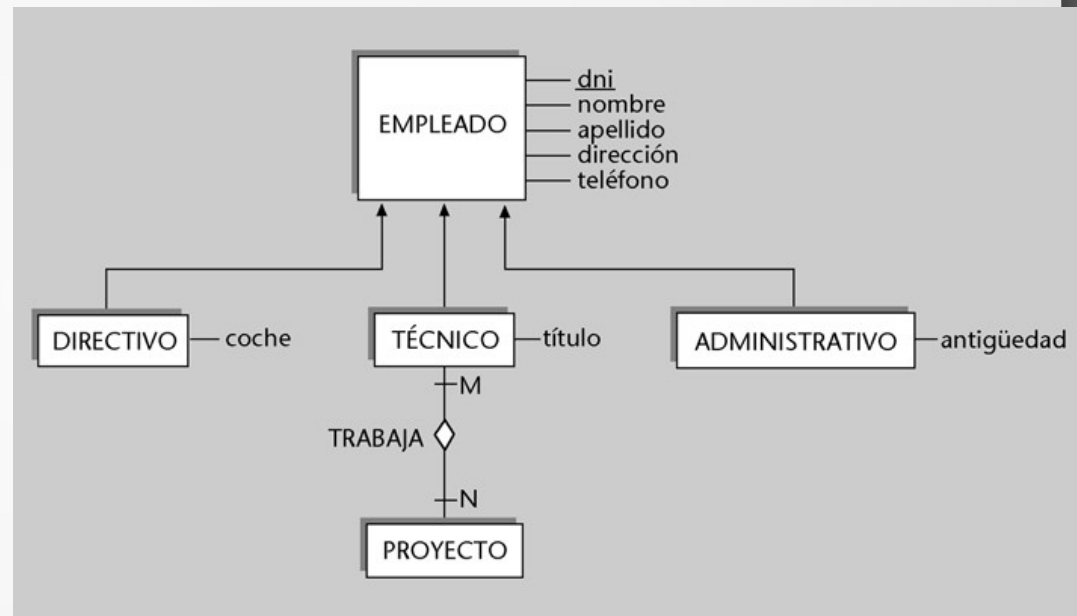 dni
nombre
EMPLEADO
apellido
dirección
teléfono
DIRECTIVO
coche
TÉCNICO
título
ADMINISTRATIVO
antigüedad
M
TRABAJA
N
PROYECTO